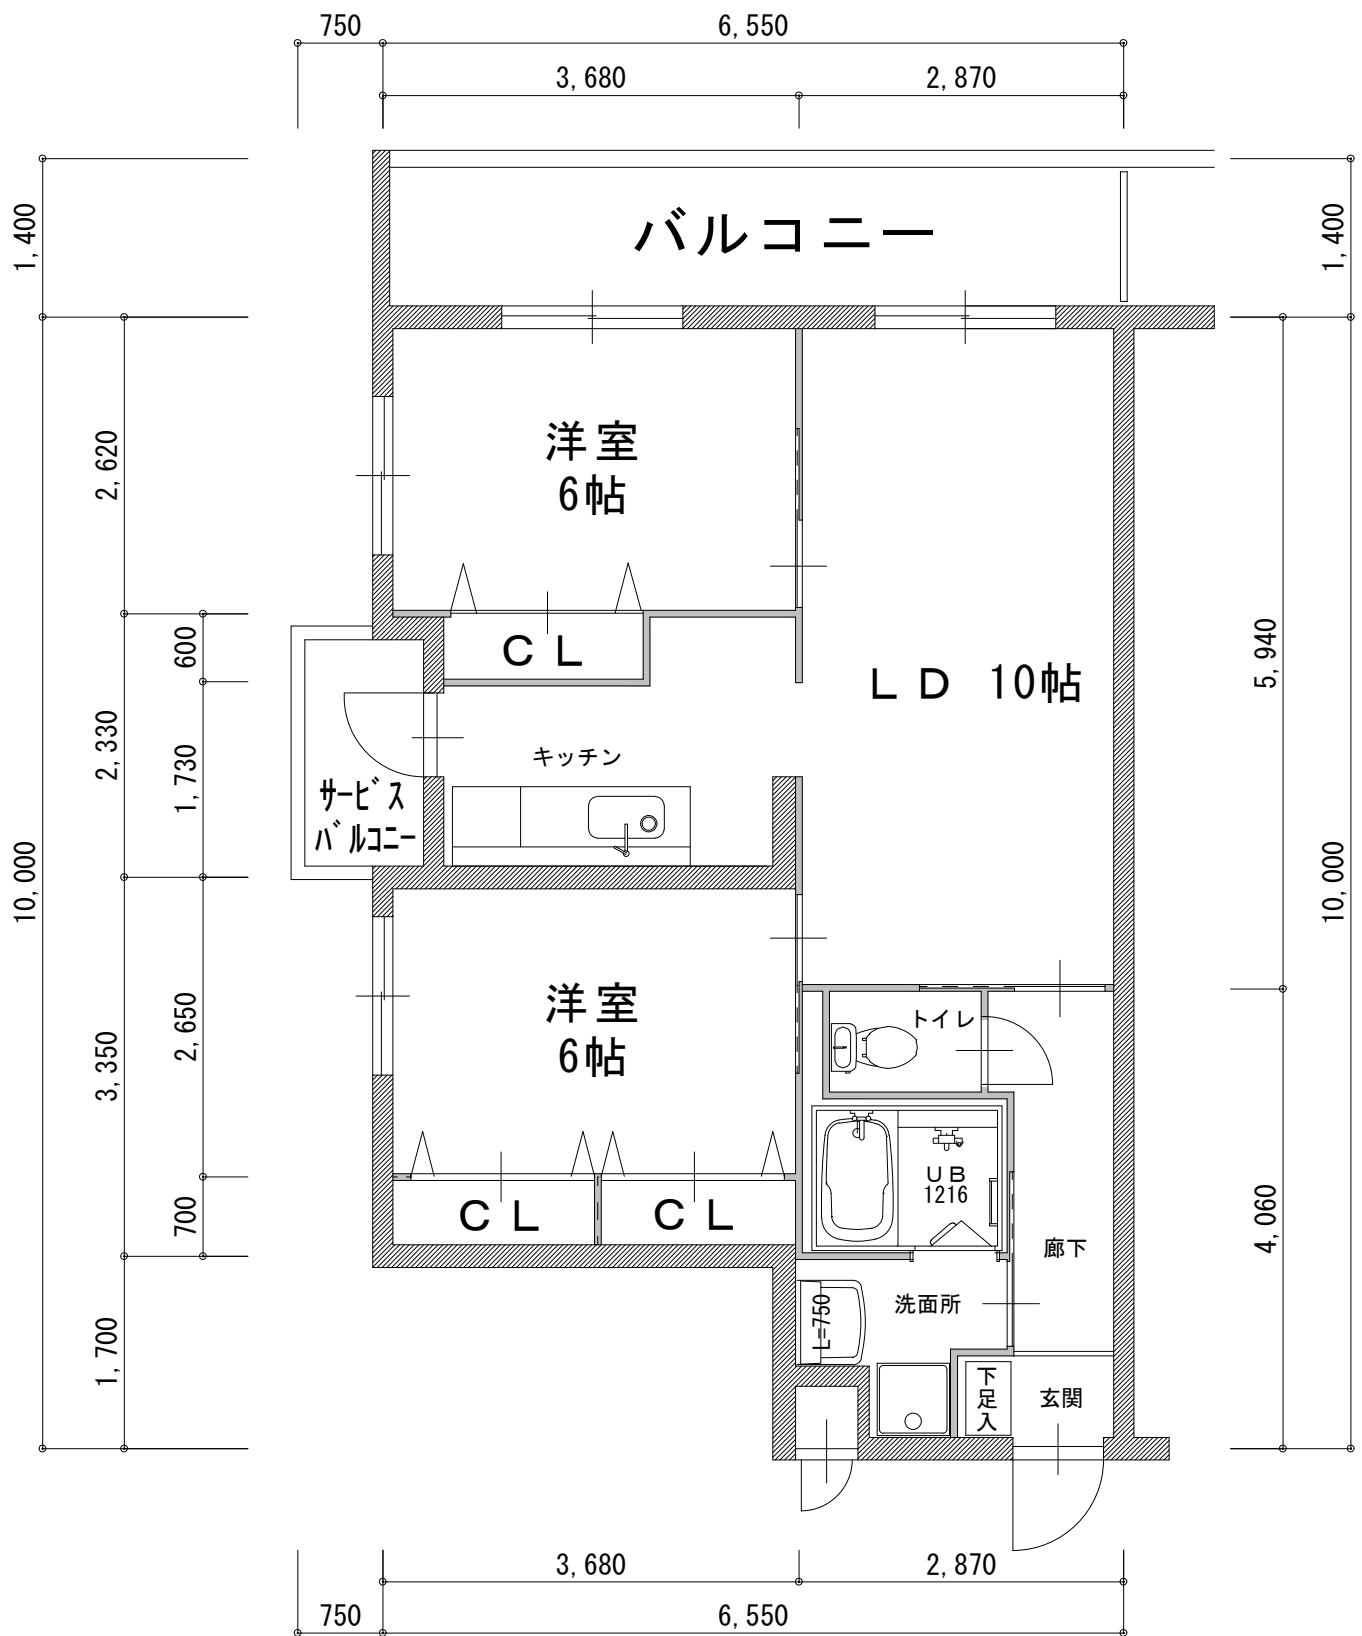 750
6,550
3,680
2,870
1,400
1,400
バルコニー
2,620
洋室
6帖
CL
600
2,330
1,730
LD 10帖
5,940
キッチン
サービス
バルコニー
10,000
10,000
洋室
6帖
3,350
2,650
トイレ
UB
1216
CL
CL
700
4,060
廊下
洗面所
L=750
1,700
下足入
玄関
3,680
2,870
750
6,550